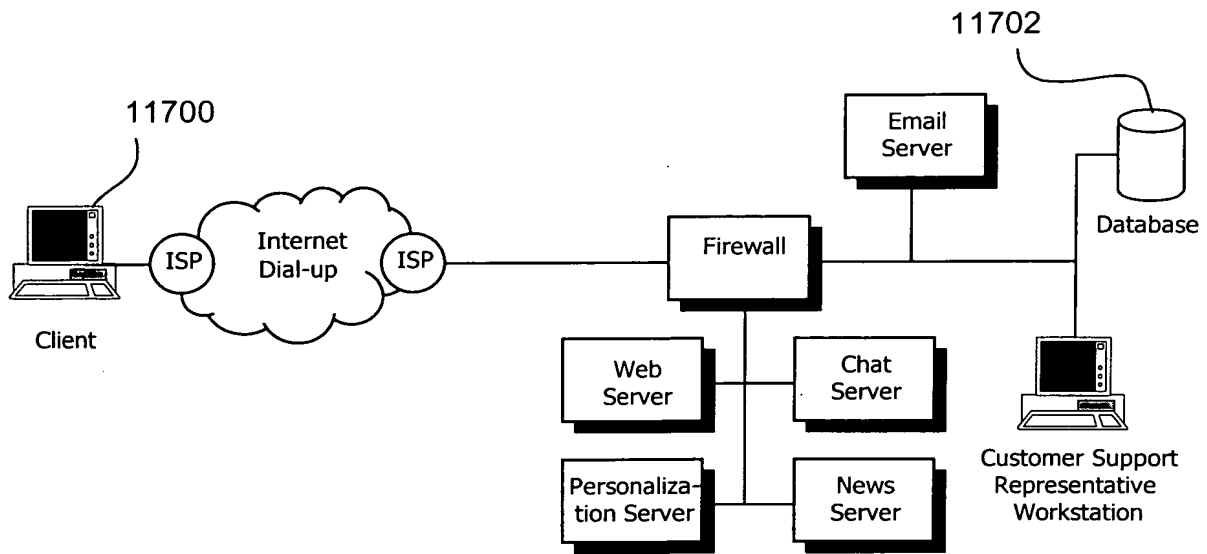 11702
11700
Email
Server
Database
Internet
Dial-up
ISP
ISP
Firewall
Client
Web
Server
Chat
Server
Personaliza-
tion Server
News
Server
Customer Support
Representative
Workstation